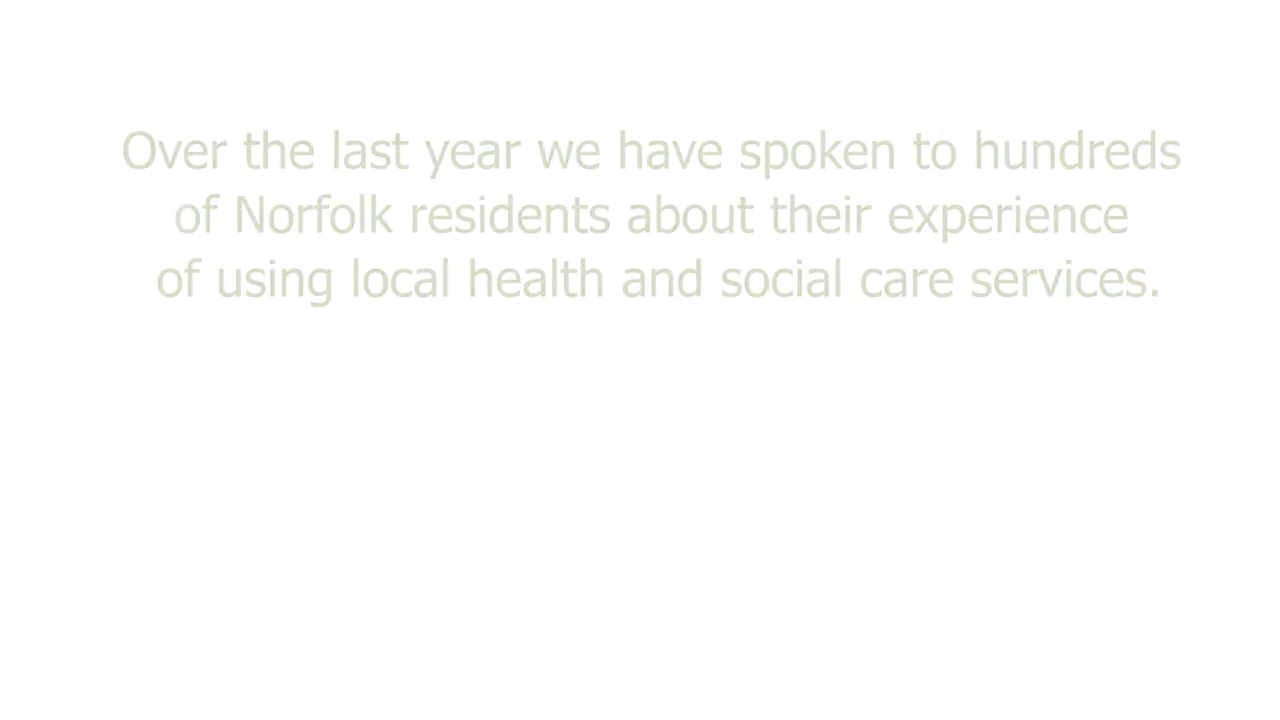 Over the last year we have spoken to hundreds
of Norfolk residents about their experience
of using local health and social care services.